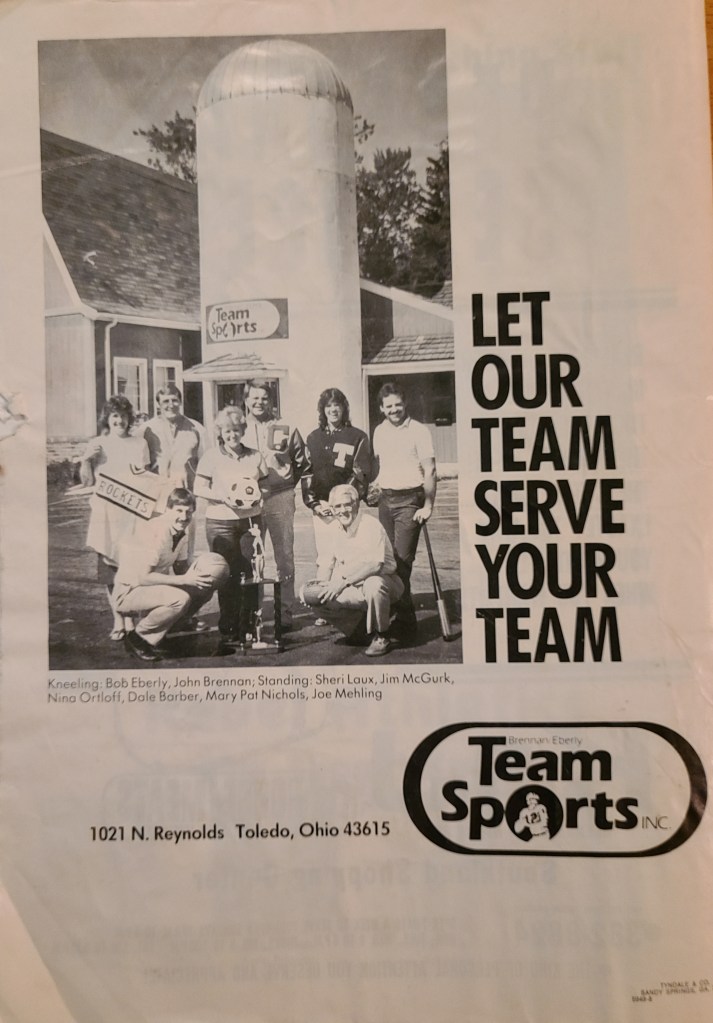 Team
Sports
ROCKETS
C
T
LET
OUR
TEAM
SERVE
YOUR
TEAM
Kneeling: Bob Eberly, John Brennan; Standing: Sheri Laux, Jim McGurk,
Nina Ortloff, Dale Barber, Mary Pat Nichols, Joe Mehling
Brennan Eberly
Team
Sports INC.
12
1021 N. Reynolds Toledo, Ohio 43615
TYNDALE & CO.
SANDY SPRINGS, GA.